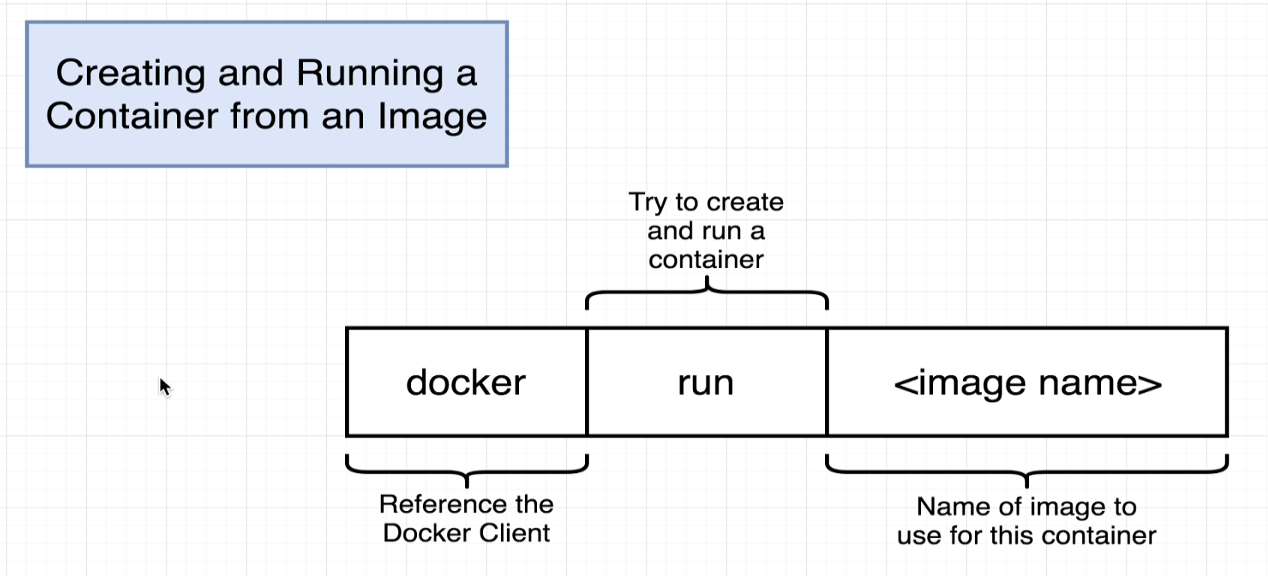 Creating and Running a
Container from an Image
Try to create
and run a
container
docker run <image name>
Reference the
Docker Client
Name of image to
use for this container